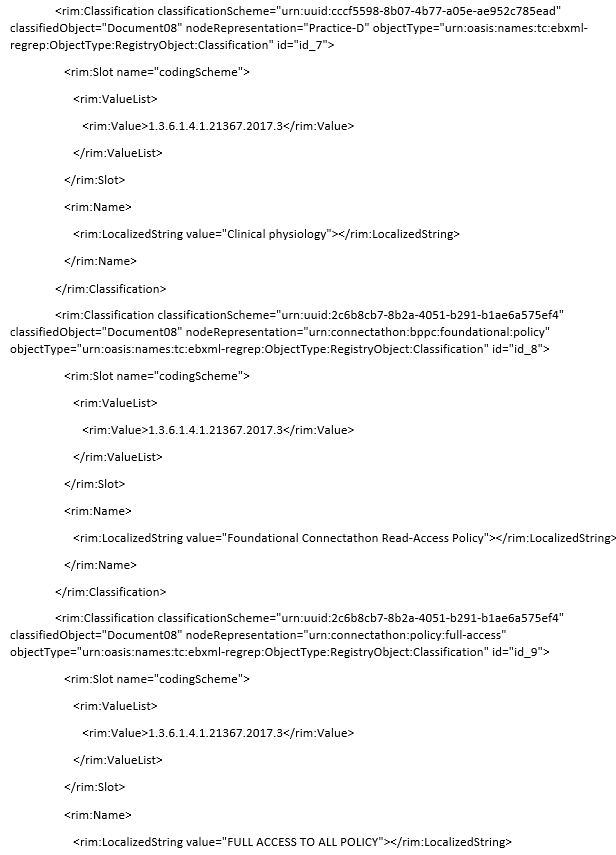 <rim:Classification classificationScheme="urn:uuid:cccf5598-8b07-4b77-a05e-ae952c785ead"
classifiedObject="Document08" nodeRepresentation="Practice-D" objectType="urn:oasis:names:tc:ebxml-
regrep:ObjectType:RegistryObject:Classification" id="id_7">
<rim:Slot name="codingScheme">
<rim:ValueList>
<rim:Value>1.3.6.1.4.1.21367.2017.3</rim:Value>
</rim:ValueList>
</rim:Slot>
<rim:Name>
<rim:LocalizedString value="Clinical physiology"></rim:LocalizedString>
</rim:Name>
</rim:Classification>
<rim:Classification classificationScheme="urn:uuid:2c6b8cb7-8b2a-4051-b291-b1ae6a575ef4"
classifiedObject="Document08" nodeRepresentation="urn:connectathon:bppc:foundational:policy"
objectType="urn:oasis:names:tc:ebxml-regrep:ObjectType:RegistryObject:Classification" id="id_8">
<rim:Slot name="codingScheme">
<rim:ValueList>
<rim:Value>1.3.6.1.4.1.21367.2017.3</rim:Value>
</rim:ValueList>
</rim:Slot>
<rim:Name>
<rim:LocalizedString value="Foundational Connectathon Read-Access Policy"></rim:LocalizedString>
</rim:Name>
</rim:Classification>
<rim:Classification classificationScheme="urn:uuid:2c6b8cb7-8b2a-4051-b291-b1ae6a575ef4"
classifiedObject="Document08" nodeRepresentation="urn:connectathon:policy:full-access"
objectType="urn:oasis:names:tc:ebxml-regrep:ObjectType:RegistryObject:Classification" id="id_9">
<rim:Slot name="codingScheme">
<rim:ValueList>
<rim:Value>1.3.6.1.4.1.21367.2017.3</rim:Value>
</rim:ValueList>
</rim:Slot>
<rim:Name>
<rim:LocalizedString value="FULL ACCESS TO ALL POLICY"></rim:LocalizedString>